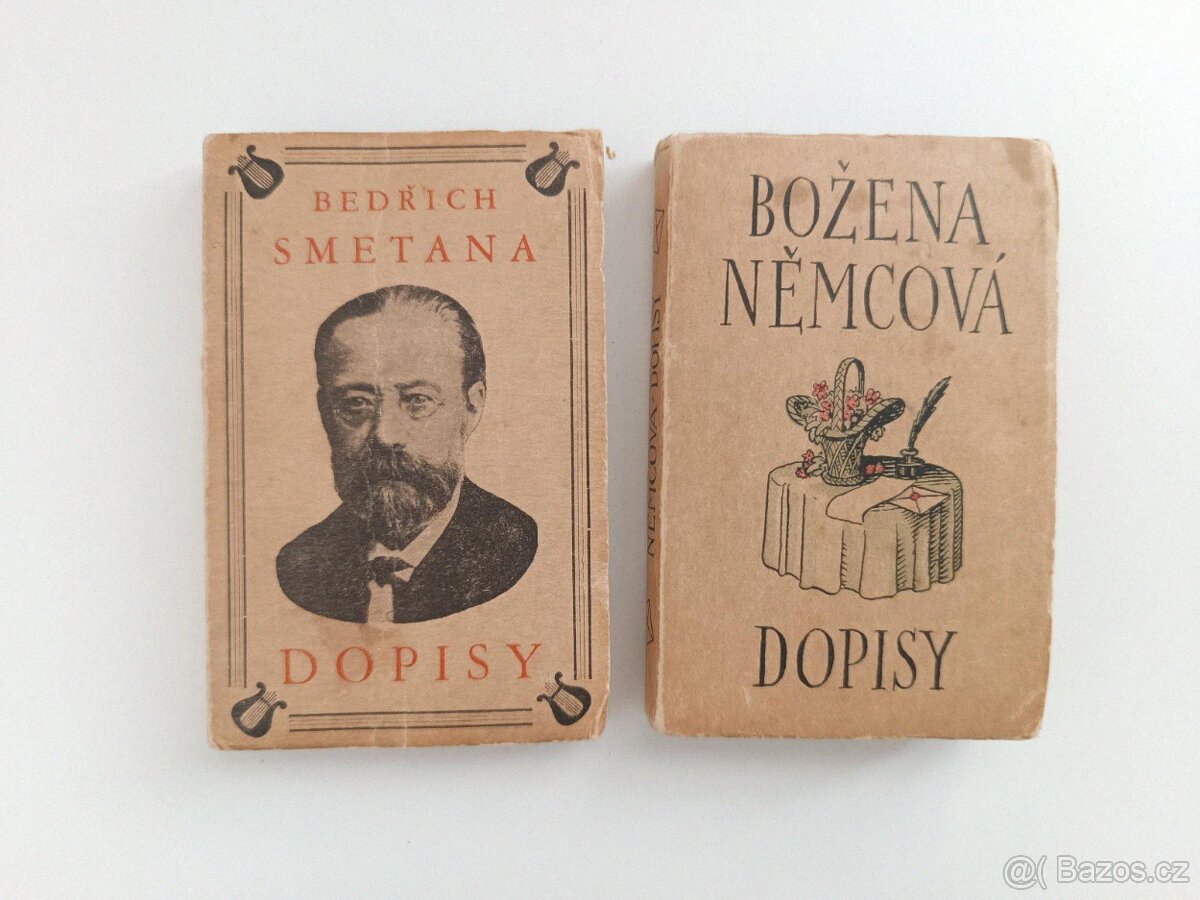 BEDŘICH
SMETANA
DOPISY
BOŽENA
NĚMCOVÁ
DOPISY
NĚMCOVÁ DOPISY
@( Bazos.cz